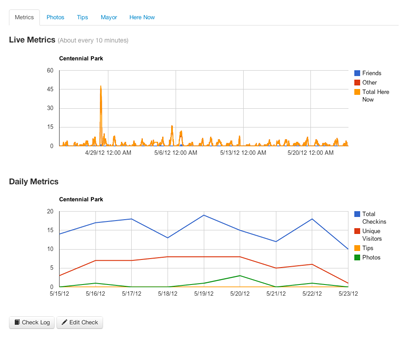 Metrics Photos Tips Mayor Here Now
Live Metrics (About every 10 minutes)
Centennial Park
60
45
30
15
0
4/29/12 12:00 AM 5/6/12 12:00 AM 5/13/12 12:00 AM 5/20/12 12:00 AM
Friends
Other
Total Here
Now
Daily Metrics
Centennial Park
20
15
10
5
0
5/15/12 5/16/12 5/17/12 5/18/12 5/19/12 5/20/12 5/21/12 5/22/12 5/23/12
Total
Checkins
Unique
Visitors
Tips
Photos
Check Log Edit Check